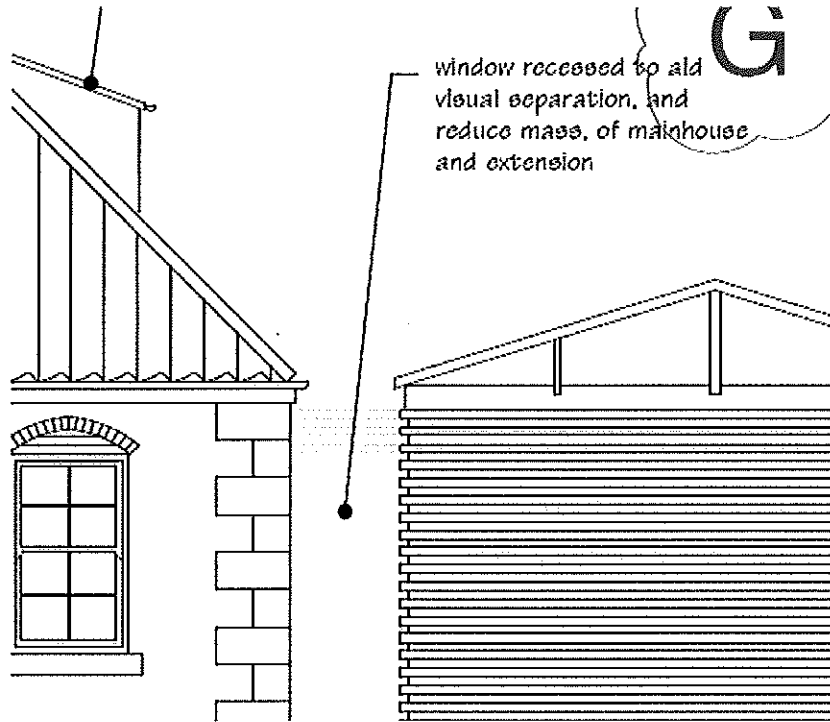 G
window recessed to aid
visual separation, and
reduce mass, of mainhouse
and extension